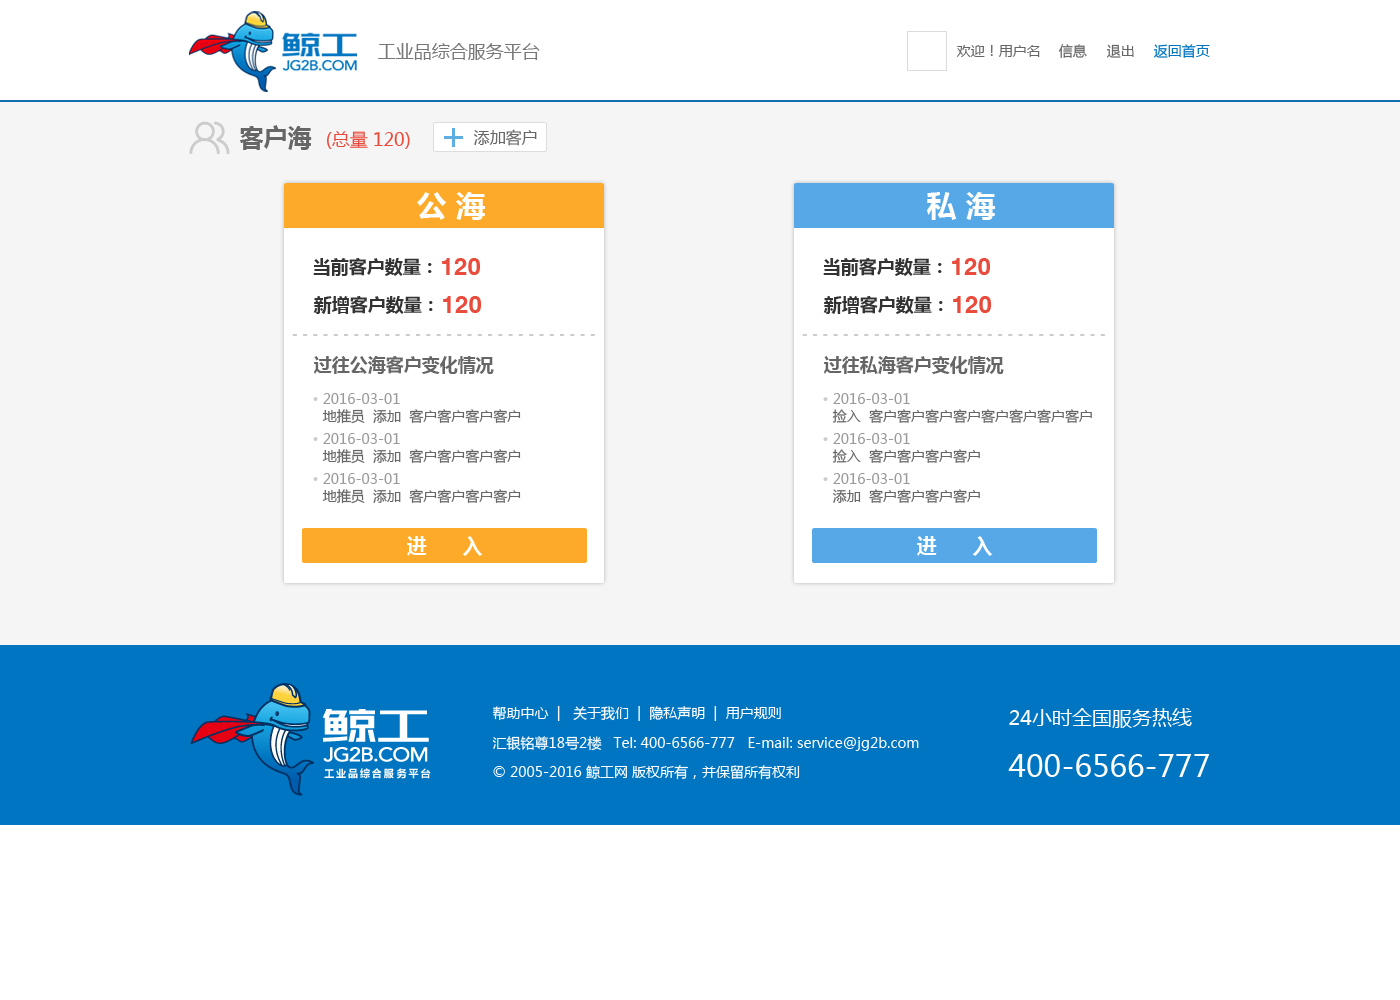 鲸工
JG2B.COM
工业品综合服务平台
欢迎！用户名 信息 退出 返回首页
客户海 (总量 120) 添加客户
公 海
当前客户数量：120
新增客户数量：120
过往公海客户变化情况
2016-03-01
地推员 添加 客户客户客户客户
2016-03-01
地推员 添加 客户客户客户客户
2016-03-01
地推员 添加 客户客户客户客户
进 入
私 海
当前客户数量：120
新增客户数量：120
过往私海客户变化情况
2016-03-01
捡入 客户客户客户客户客户客户客户客户
2016-03-01
捡入 客户客户客户客户
2016-03-01
添加 客户客户客户客户
进 入
鲸工
JG2B.COM
工业品综合服务平台
帮助中心 | 关于我们 | 隐私声明 | 用户规则
汇银铭尊18号2楼 Tel: 400-6566-777 E-mail: service@jg2b.com
© 2005-2016 鲸工网 版权所有，并保留所有权利
24小时全国服务热线
400-6566-777